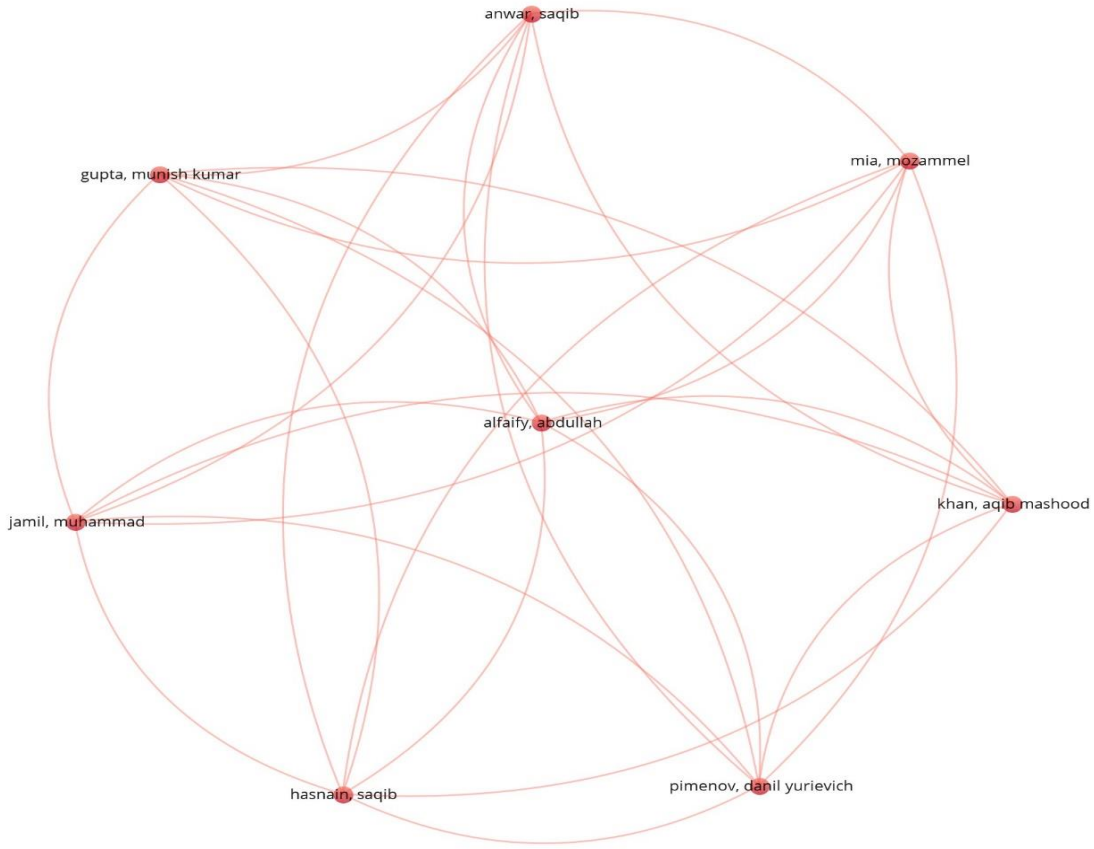 anwar, saqib
mia, mozammel
gupta, munish kumar
alfaify, abdullah
khan, aqib mashood
jamil, muhammad
pimenov, danil yurievich
hasnain, saqib